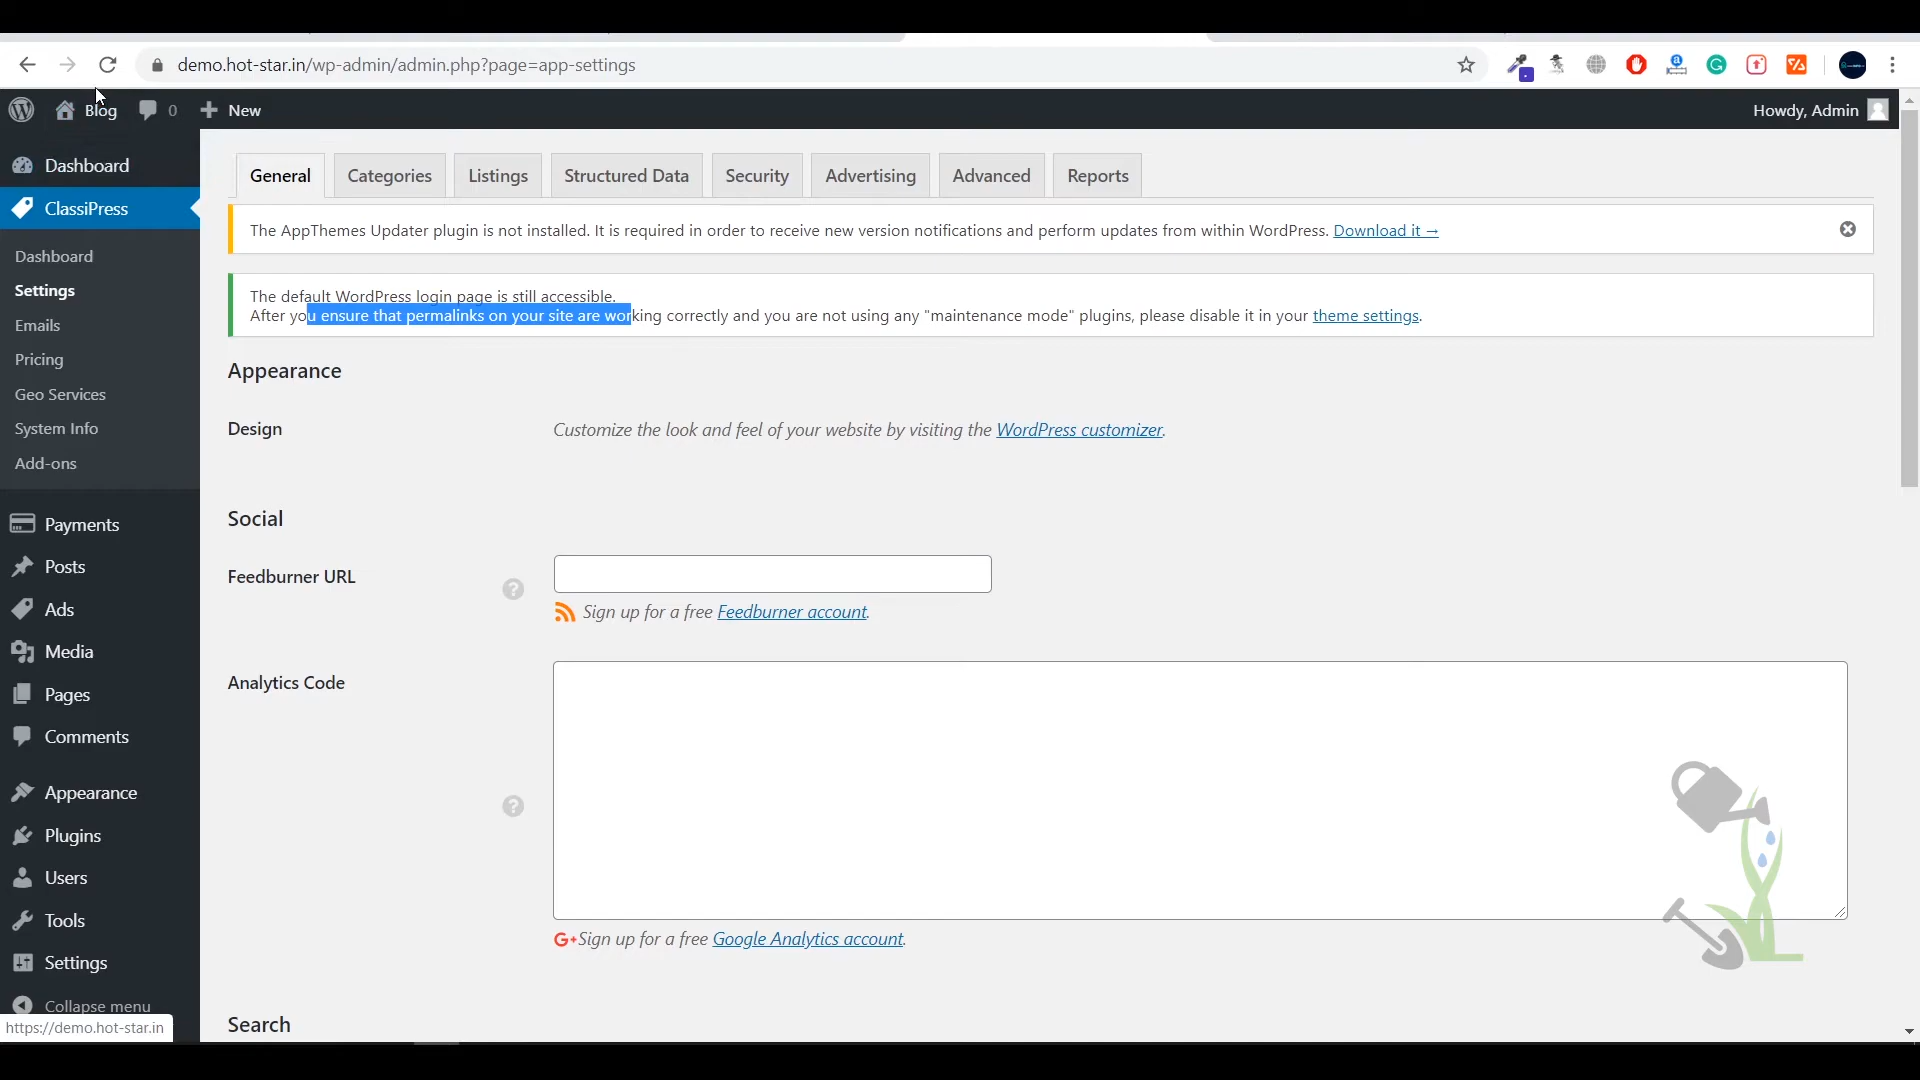 demo.hot-star.in/wp-admin/admin.php?page=app-settings
Blog 0 New Howdy, Admin
Dashboard
ClassiPress
Dashboard
Settings
Emails
Pricing
Geo Services
System Info
Add-ons
Payments
Posts
Ads
Media
Pages
Comments
Appearance
Plugins
Users
Tools
Settings
Collapse menu
https://demo.hot-star.in
General Categories Listings Structured Data Security Advertising Advanced Reports
The AppThemes Updater plugin is not installed. It is required in order to receive new version notifications and perform updates from within WordPress. Download it →
The default WordPress login page is still accessible.
After you ensure that permalinks on your site are working correctly and you are not using any "maintenance mode" plugins, please disable it in your theme settings.
Appearance
Design Customize the look and feel of your website by visiting the WordPress customizer.
Social
Feedburner URL ?
Sign up for a free Feedburner account.
Analytics Code
?
G+ Sign up for a free Google Analytics account.
Search